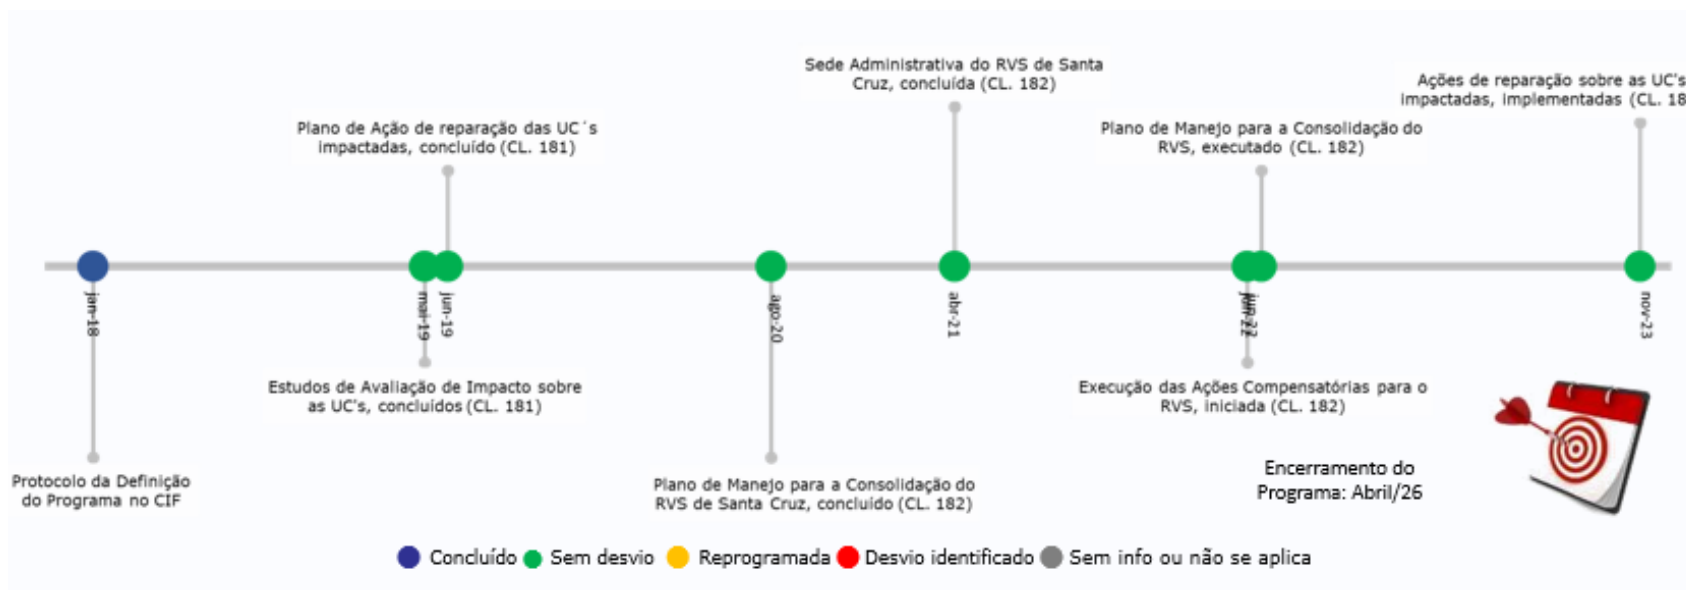 Sede Administrativa do RVS de Santa
Cruz, concluída (CL. 182)
Ações de reparação sobre as UC's
impactadas, implementadas (CL. 18
Plano de Ação de reparação das UC´s
impactadas, concluído (CL. 181)
Plano de Manejo para a Consolidação do
RVS, executado (CL. 182)
jan-18
mai-19
jun-19
ago-20
abr-21
nov-23
Estudos de Avaliação de Impacto sobre
as UC's, concluídos (CL. 181)
Execução das Ações Compensatórias para o
RVS, iniciada (CL. 182)
Protocolo da Definição
do Programa no CIF
Plano de Manejo para a Consolidação do
RVS de Santa Cruz, concluído (CL. 182)
Encerramento do
Programa: Abril/26
Concluído
Sem desvio
Reprogramada
Desvio identificado
Sem info ou não se aplica